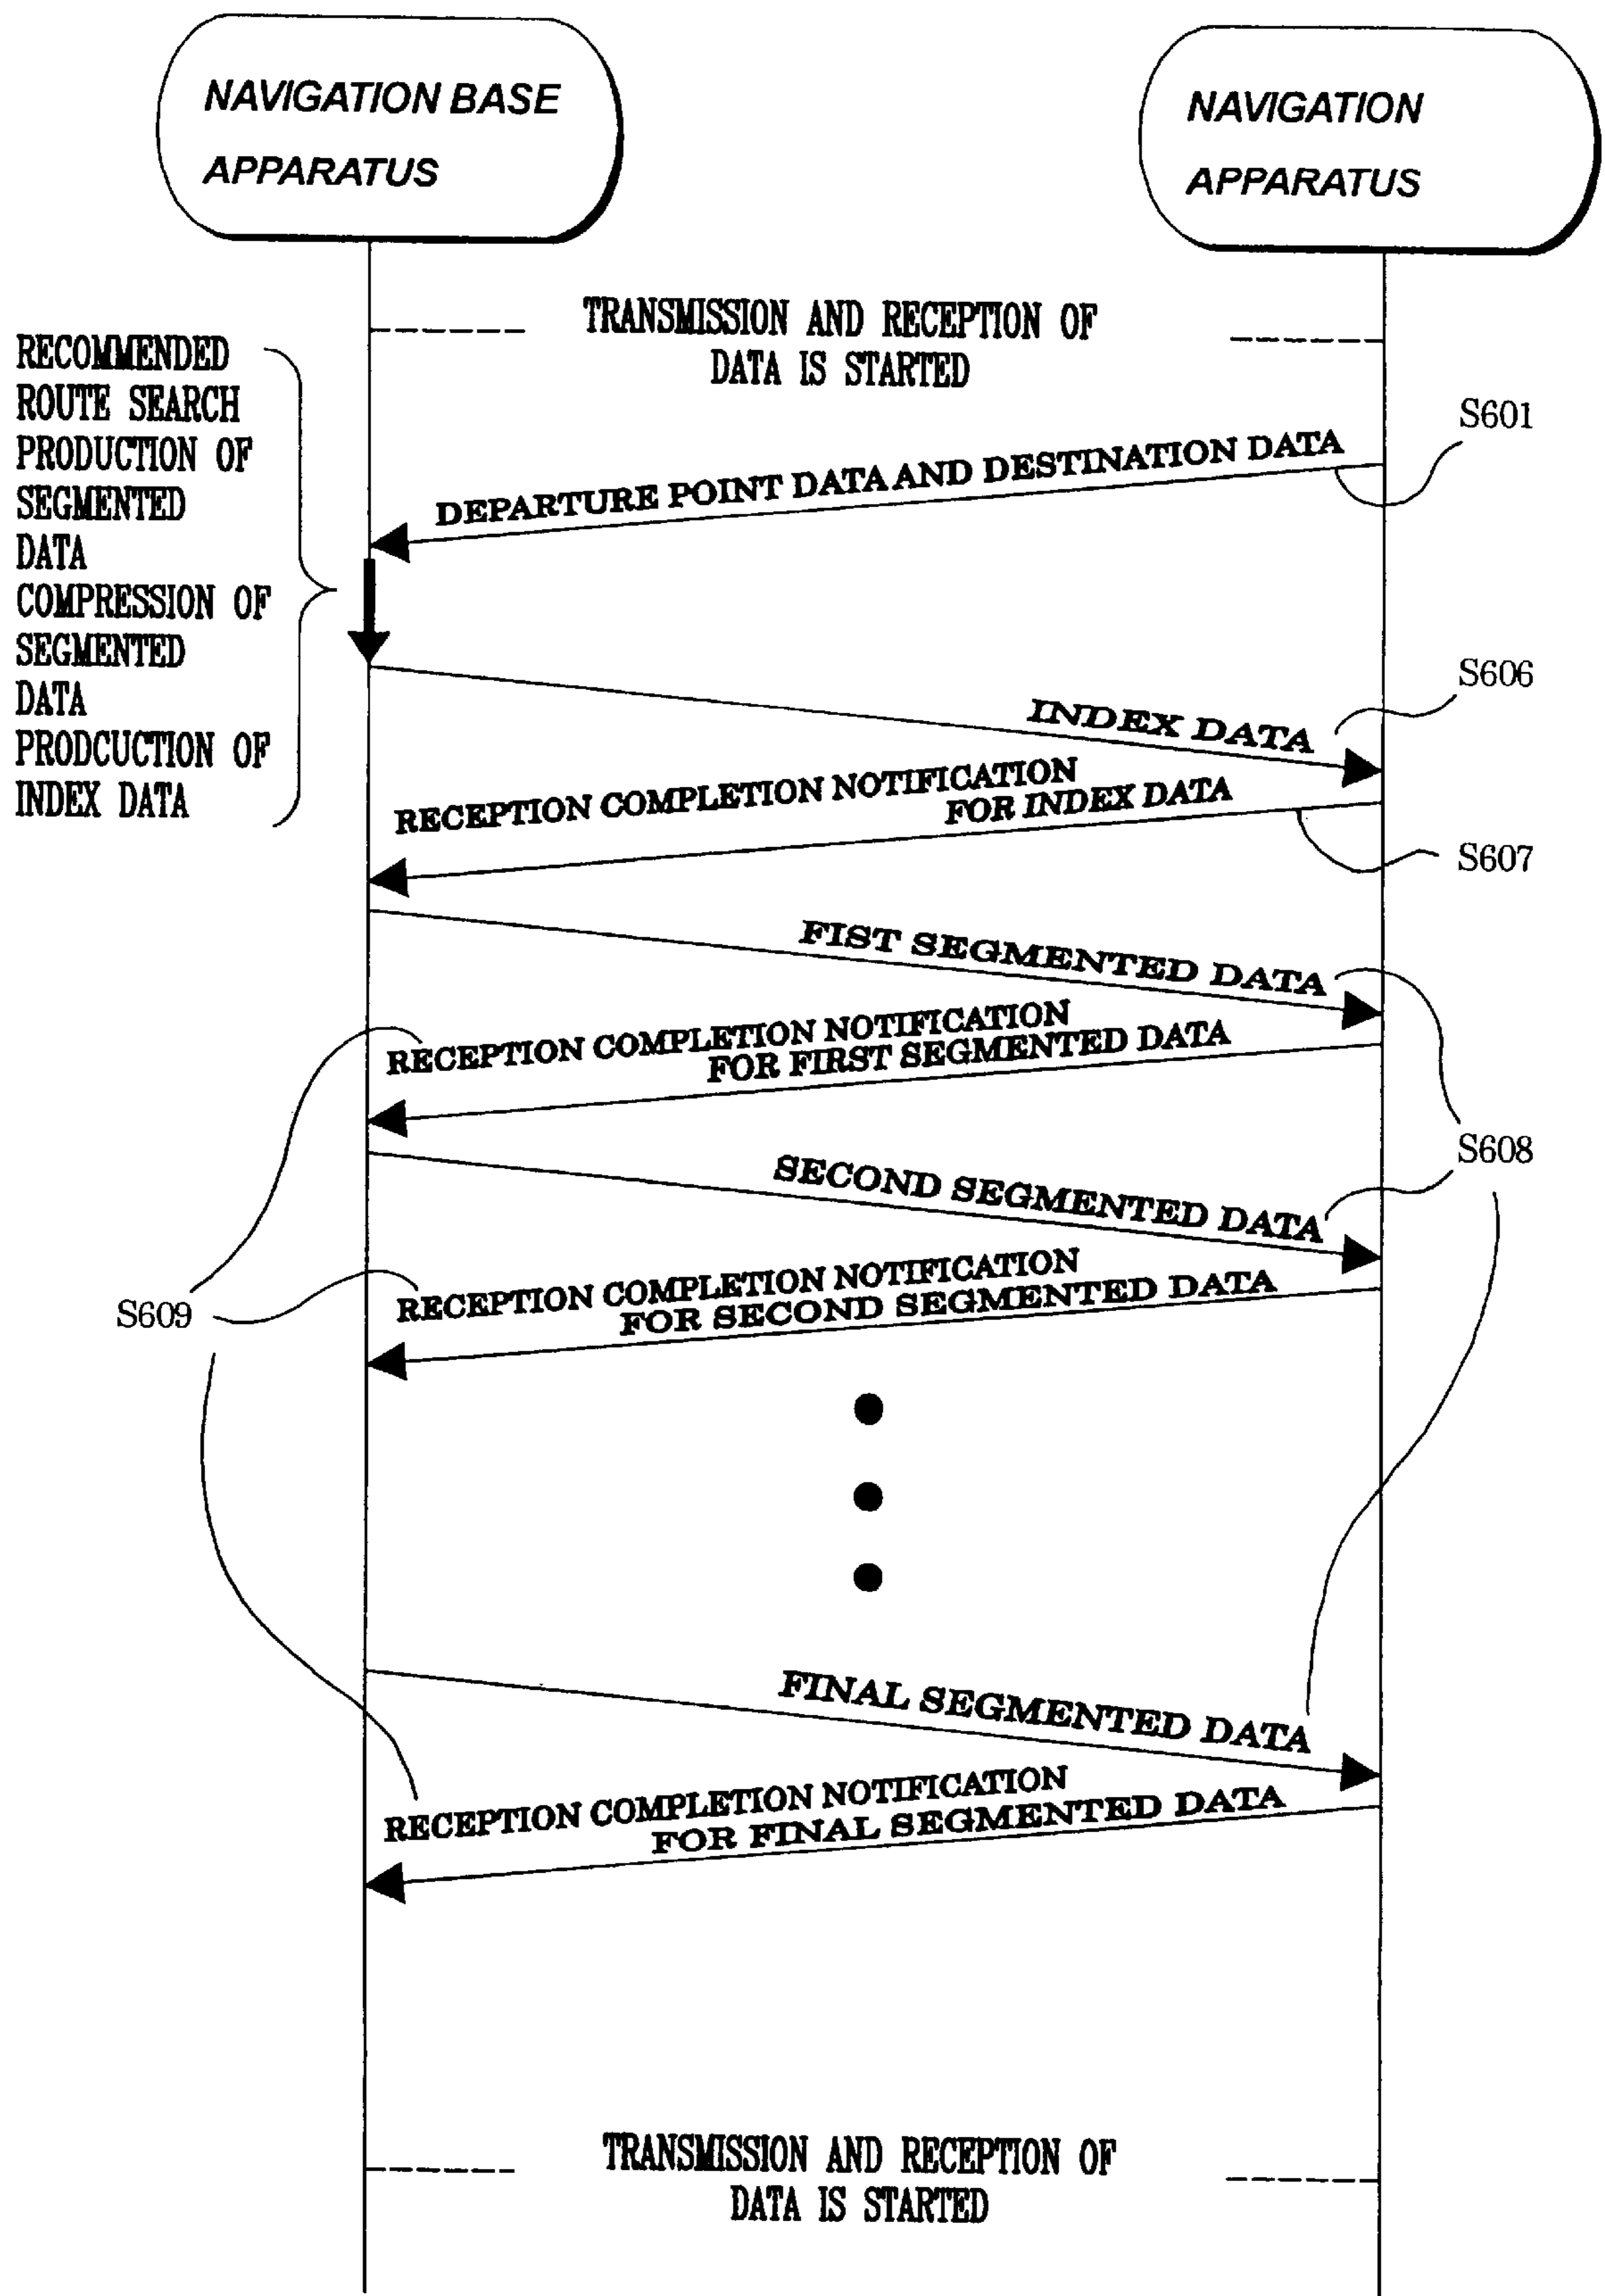 NAVIGATION BASE
APPARATUS
NAVIGATION
APPARATUS
TRANSMISSION AND RECEPTION OF
DATA IS STARTED
RECOMMENDED
ROUTE SEARCH
PRODUCTION OF
SEGMENTED
DATA
COMPRESSION OF
SEGMENTED
DATA
PRODCUCTION OF
INDEX DATA
S601
DEPARTURE POINT DATA AND DESTINATION DATA
S606
INDEX DATA
RECEPTION COMPLETION NOTIFICATION
FOR INDEX DATA
S607
FIST SEGMENTED DATA
RECEPTION COMPLETION NOTIFICATION
FOR FIRST SEGMENTED DATA
S608
SECOND SEGMENTED DATA
RECEPTION COMPLETION NOTIFICATION
FOR SECOND SEGMENTED DATA
S609
FINAL SEGMENTED DATA
RECEPTION COMPLETION NOTIFICATION
FOR FINAL SEGMENTED DATA
TRANSMISSION AND RECEPTION OF
DATA IS STARTED